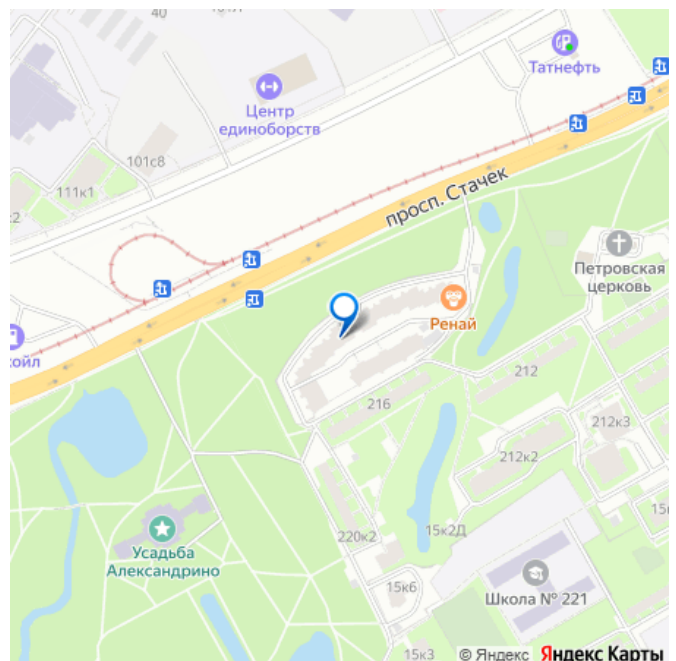 40
Татнефть
Центр
единоборств
101с8
111к1
просп. Стачек
Петровская
церковь
Ренай
ойл
212
216
212к3
212к2
220к2
15к2Д
Усадьба
Александрино
15к6
Школа № 221
15к3
© Яндекс Яндекс Карты